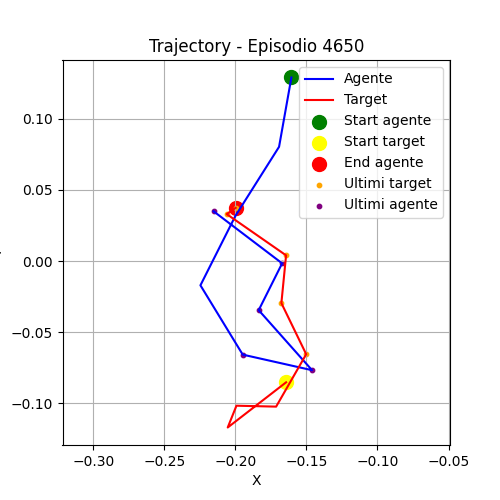 Trajectory - Episodio 4650
Agente
Target
Start agente
Start target
End agente
Ultimi target
Ultimi agente
0.10
0.05
0.00
−0.05
−0.10
−0.30
−0.25
−0.20
−0.15
−0.10
−0.05
X